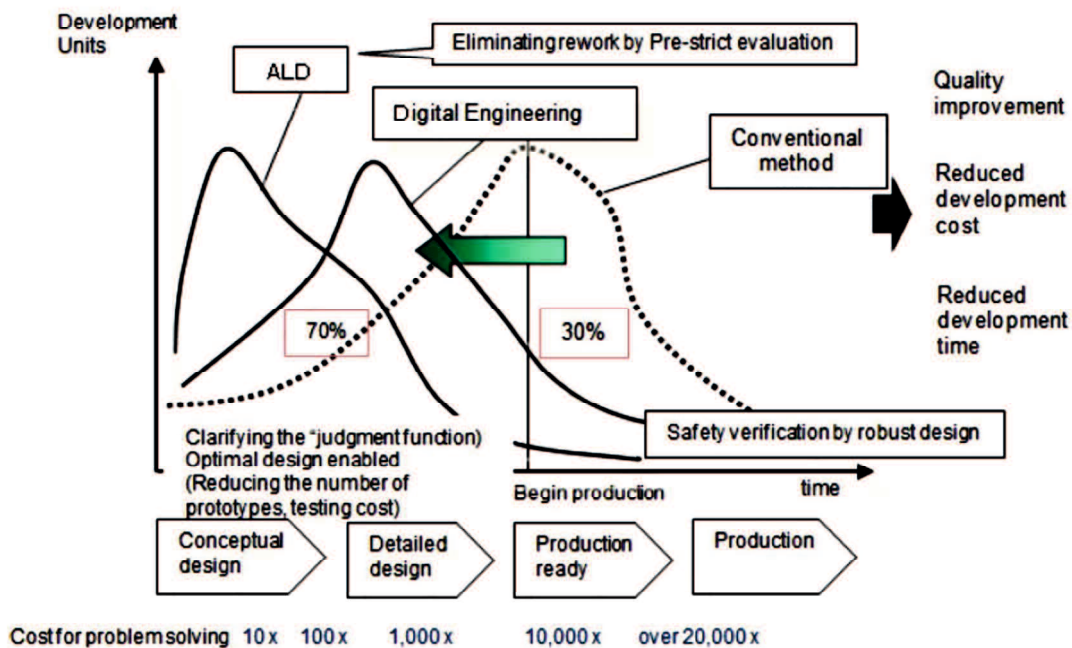 Development
Units
Eliminating rework by Pre-strict evaluation
ALD
Digital Engineering
Conventional
method
Quality
improvement
Reduced
development
cost
Reduced
development
time
70%
30%
Clarifying the “judgment function)
Optimal design enabled
(Reducing the number of
prototypes, testing cost)
Safety verification by robust design
Begin production
time
Conceptual
design
Detailed
design
Production
ready
Production
Cost for problem solving 10 x 100 x 1,000 x 10,000 x over 20,000 x